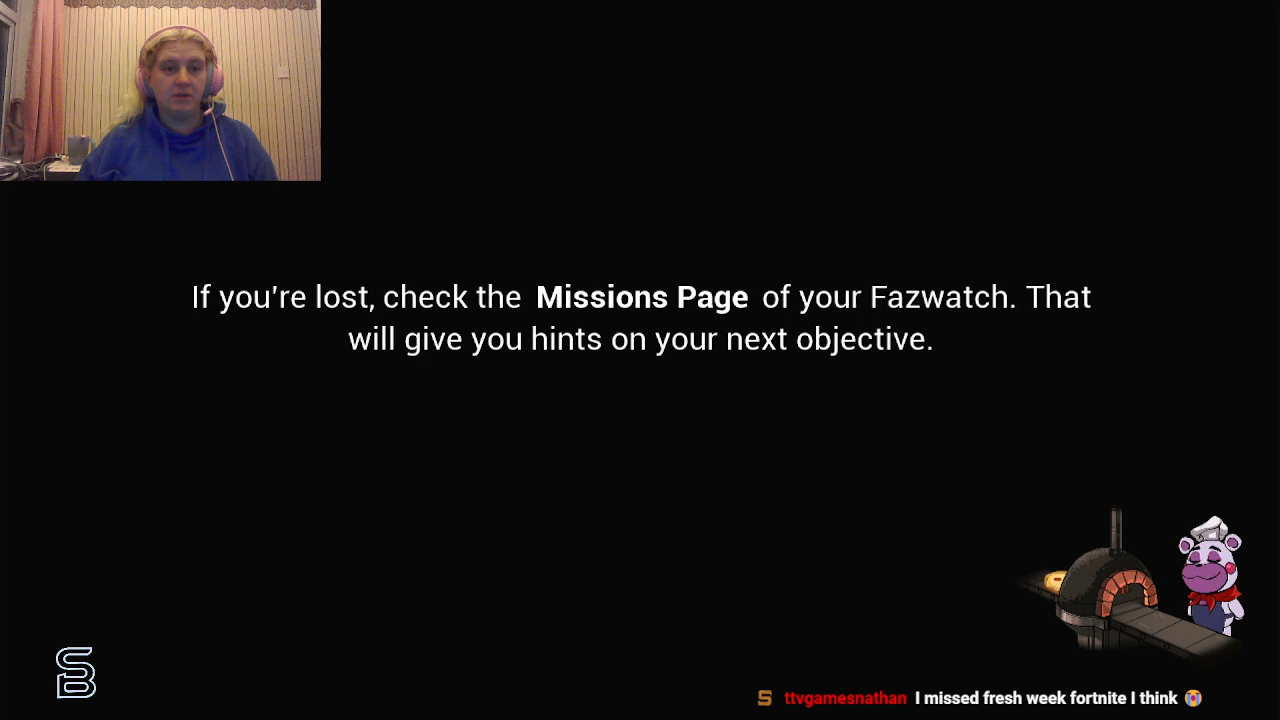 If you're lost, check the Missions Page of your Fazwatch. That
will give you hints on your next objective.
SB
ttvgamesnathan I missed fresh week fortnite I think 😭